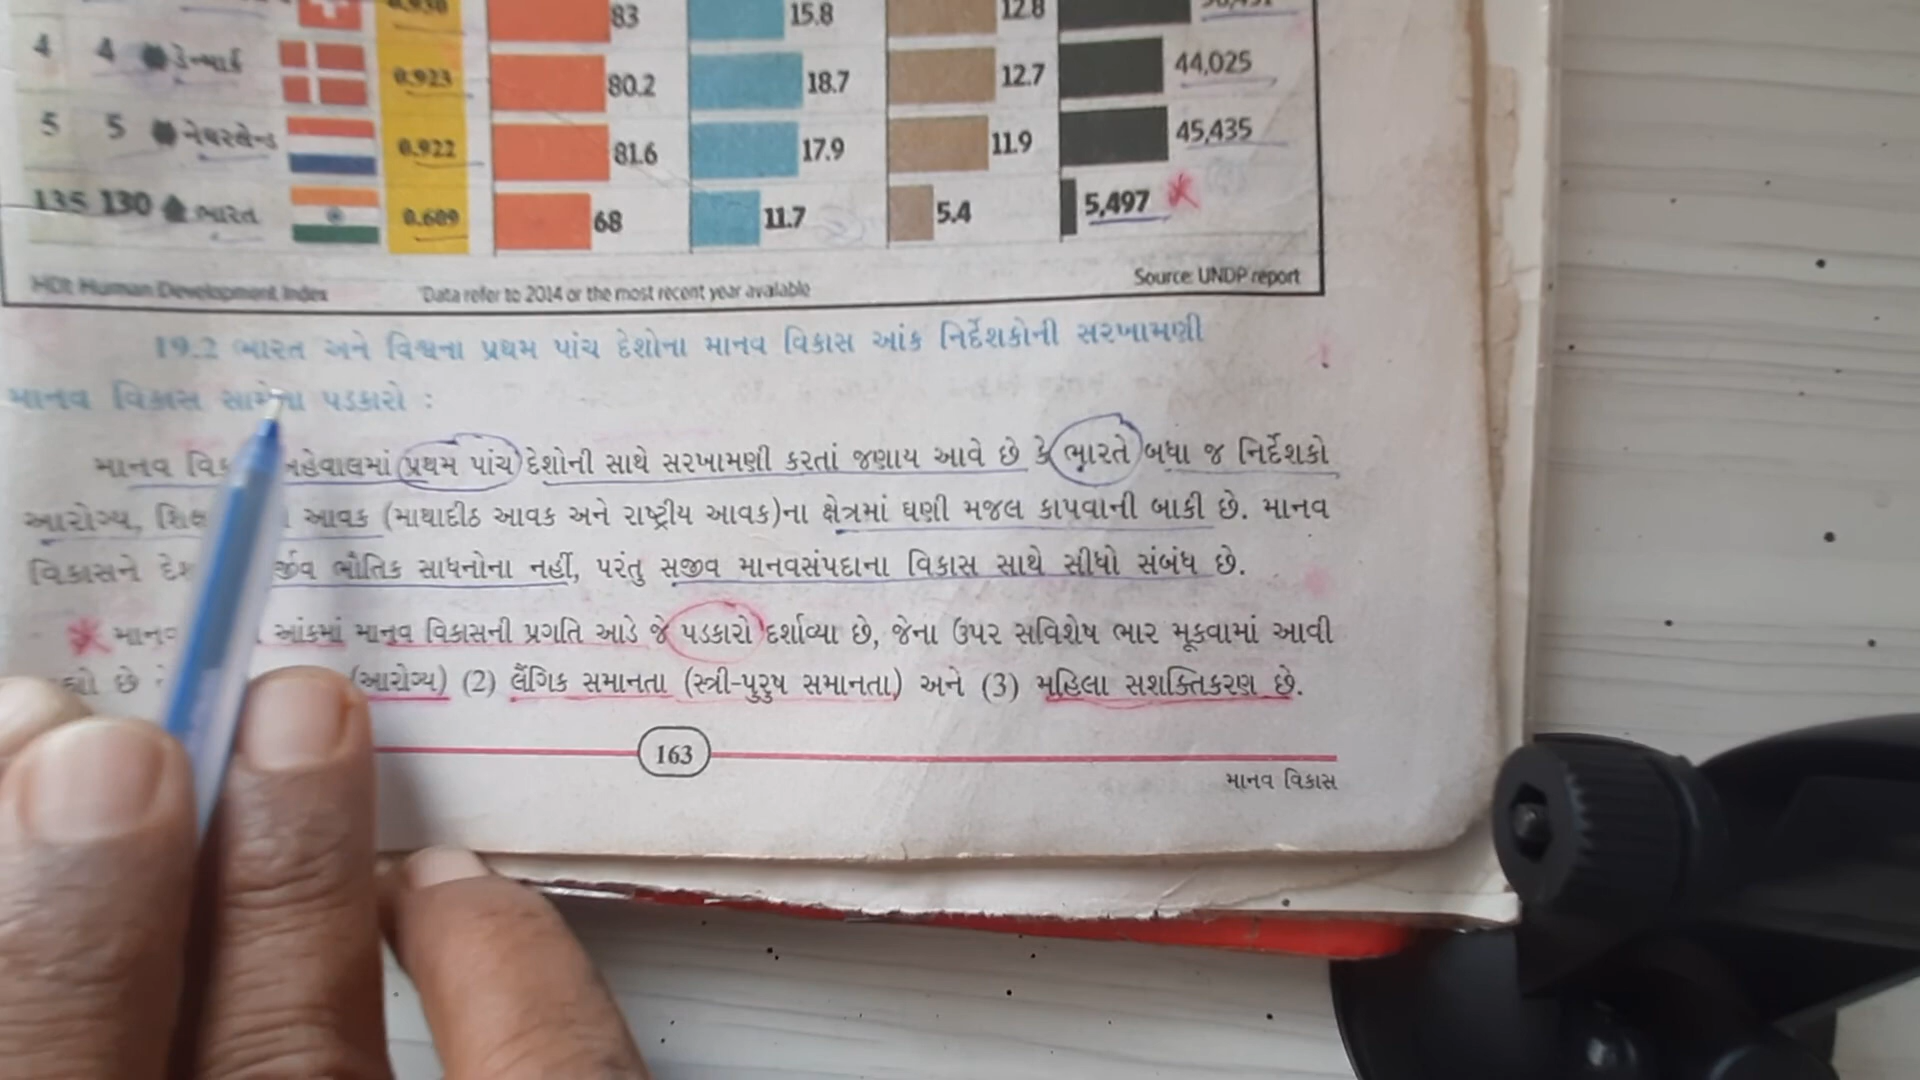 83 15.8 12.8
4 4 ડેન્માર્ક 0.923 80.2 18.7 12.7 44,025
5 5 નેધરલેન્ડ 0.922 81.6 17.9 11.9 45,435
135 130 ભારત 0.609 68 11.7 5.4 5,497
HDI: Human Development Index *Data refer to 2014 or the most recent year available Source: UNDP report
19.2 ભારત અને વિશ્વના પ્રથમ પાંચ દેશોના માનવ વિકાસ આંક નિર્દેશકોની સરખામણી
માનવ વિકાસ સામેના પડકારો :
માનવ અહેવાલમાં પ્રથમ પાંચ દેશોની સાથે સરખામણી કરતાં જણાય આવે છે કે ભારતે બધા જ નિર્દેશકો
આરોગ્ય, આવક (માથાદીઠ આવક અને રાષ્ટ્રીય આવક)ના ક્ષેત્રમાં ઘણી મજલ કાપવાની બાકી છે. માનવ
વિકાસને ભૌતિક સાધનોના નહીં, પરંતુ સજીવ માનવસંપદાના વિકાસ સાથે સીધો સંબંધ છે.
માનવ આંકમાં માનવ વિકાસની પ્રગતિ આડે જે પડકારો દર્શાવ્યા છે, જેના ઉપર સવિશેષ ભાર મૂકવામાં આવી
છે (આરોગ્ય) (2) લૈંગિક સમાનતા (સ્ત્રી-પુરુષ સમાનતા) અને (3) મહિલા સશક્તિકરણ છે.
163
માનવ વિકાસ